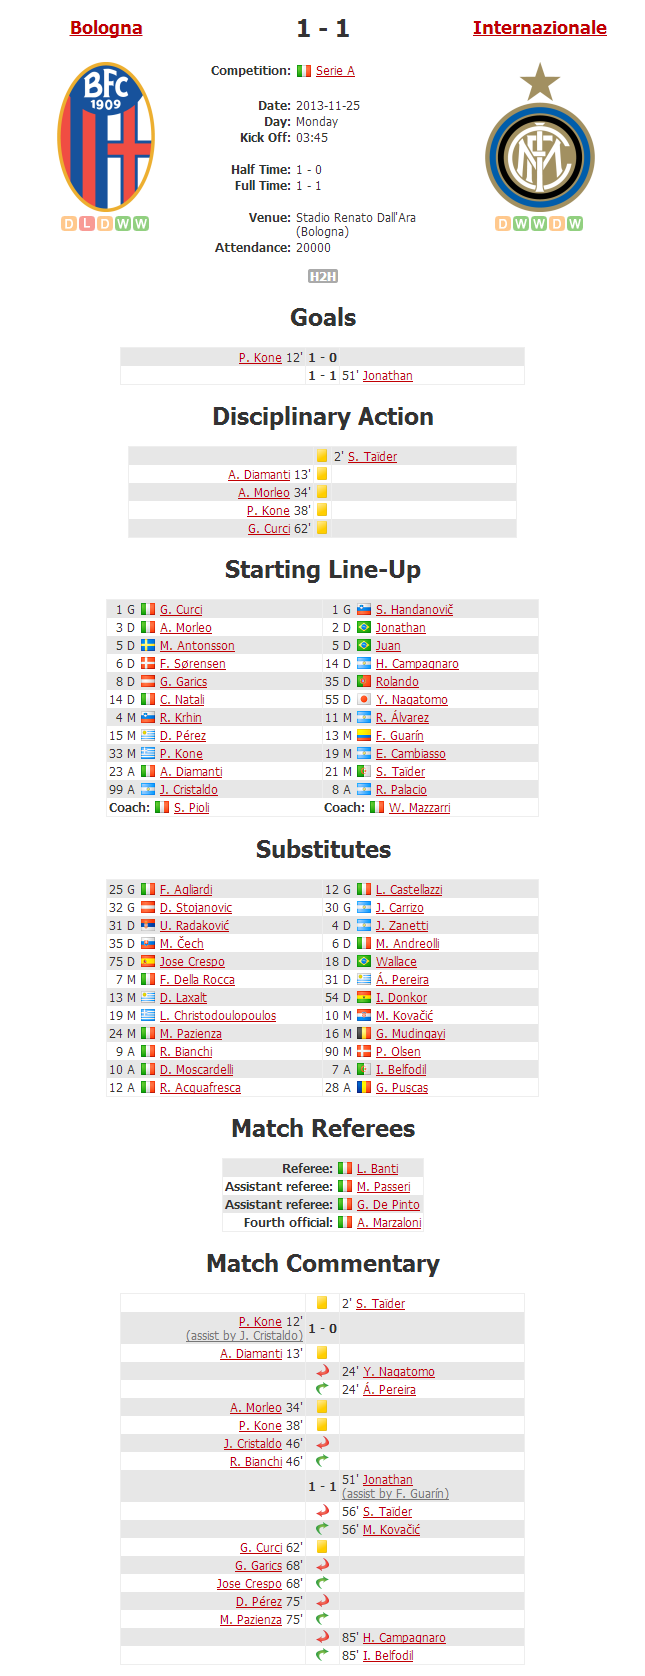 Bologna 1 - 1 Internazionale
Competition: Serie A
BFC
1909
Date: 2013-11-25
Day: Monday
Kick Off: 03:45
Half Time: 1 - 0
Full Time: 1 - 1
Venue: Stadio Renato Dall'Ara
(Bologna)
D L D W W
D W W D W
Attendance: 20000
H2H
Goals
P. Kone 12' 1 - 0
1 - 1 51' Jonathan
Disciplinary Action
2' S. Taïder
A. Diamanti 13'
A. Morleo 34'
P. Kone 38'
G. Curci 62'
Starting Line-Up
1 G G. Curci 1 G S. Handanovič
3 D A. Morleo 2 D Jonathan
5 D M. Antonsson 5 D Juan
6 D F. Sørensen 14 D H. Campagnaro
8 D G. Garics 35 D Rolando
14 D C. Natali 55 D Y. Nagatomo
4 M R. Krhin 11 M R. Álvarez
15 M D. Pérez 13 M F. Guarín
33 M P. Kone 19 M E. Cambiasso
23 A A. Diamanti 21 M S. Taïder
99 A J. Cristaldo 8 A R. Palacio
Coach: S. Pioli Coach: W. Mazzarri
Substitutes
25 G F. Agliardi 12 G L. Castellazzi
32 G D. Stojanovic 30 G J. Carrizo
31 D U. Radaković 4 D J. Zanetti
35 D M. Čech 6 D M. Andreolli
75 D Jose Crespo 18 D Wallace
7 M F. Della Rocca 31 D Á. Pereira
13 M D. Laxalt 54 D I. Donkor
19 M L. Christodoulopoulos 10 M M. Kovačić
24 M M. Pazienza 16 M G. Mudingayi
9 A R. Bianchi 90 M P. Olsen
10 A D. Moscardelli 7 A I. Belfodil
12 A R. Acquafresca 28 A G. Puşcaş
Match Referees
Referee: L. Banti
Assistant referee: M. Passeri
Assistant referee: G. De Pinto
Fourth official: A. Marzaloni
Match Commentary
2' S. Taïder
P. Kone 12' 1 - 0
(assist by J. Cristaldo)
A. Diamanti 13'
24' Y. Nagatomo
24' Á. Pereira
A. Morleo 34'
P. Kone 38'
J. Cristaldo 46'
R. Bianchi 46'
1 - 1 51' Jonathan
(assist by F. Guarín)
56' S. Taïder
56' M. Kovačić
G. Curci 62'
G. Garics 68'
Jose Crespo 68'
D. Pérez 75'
M. Pazienza 75'
85' H. Campagnaro
85' I. Belfodil